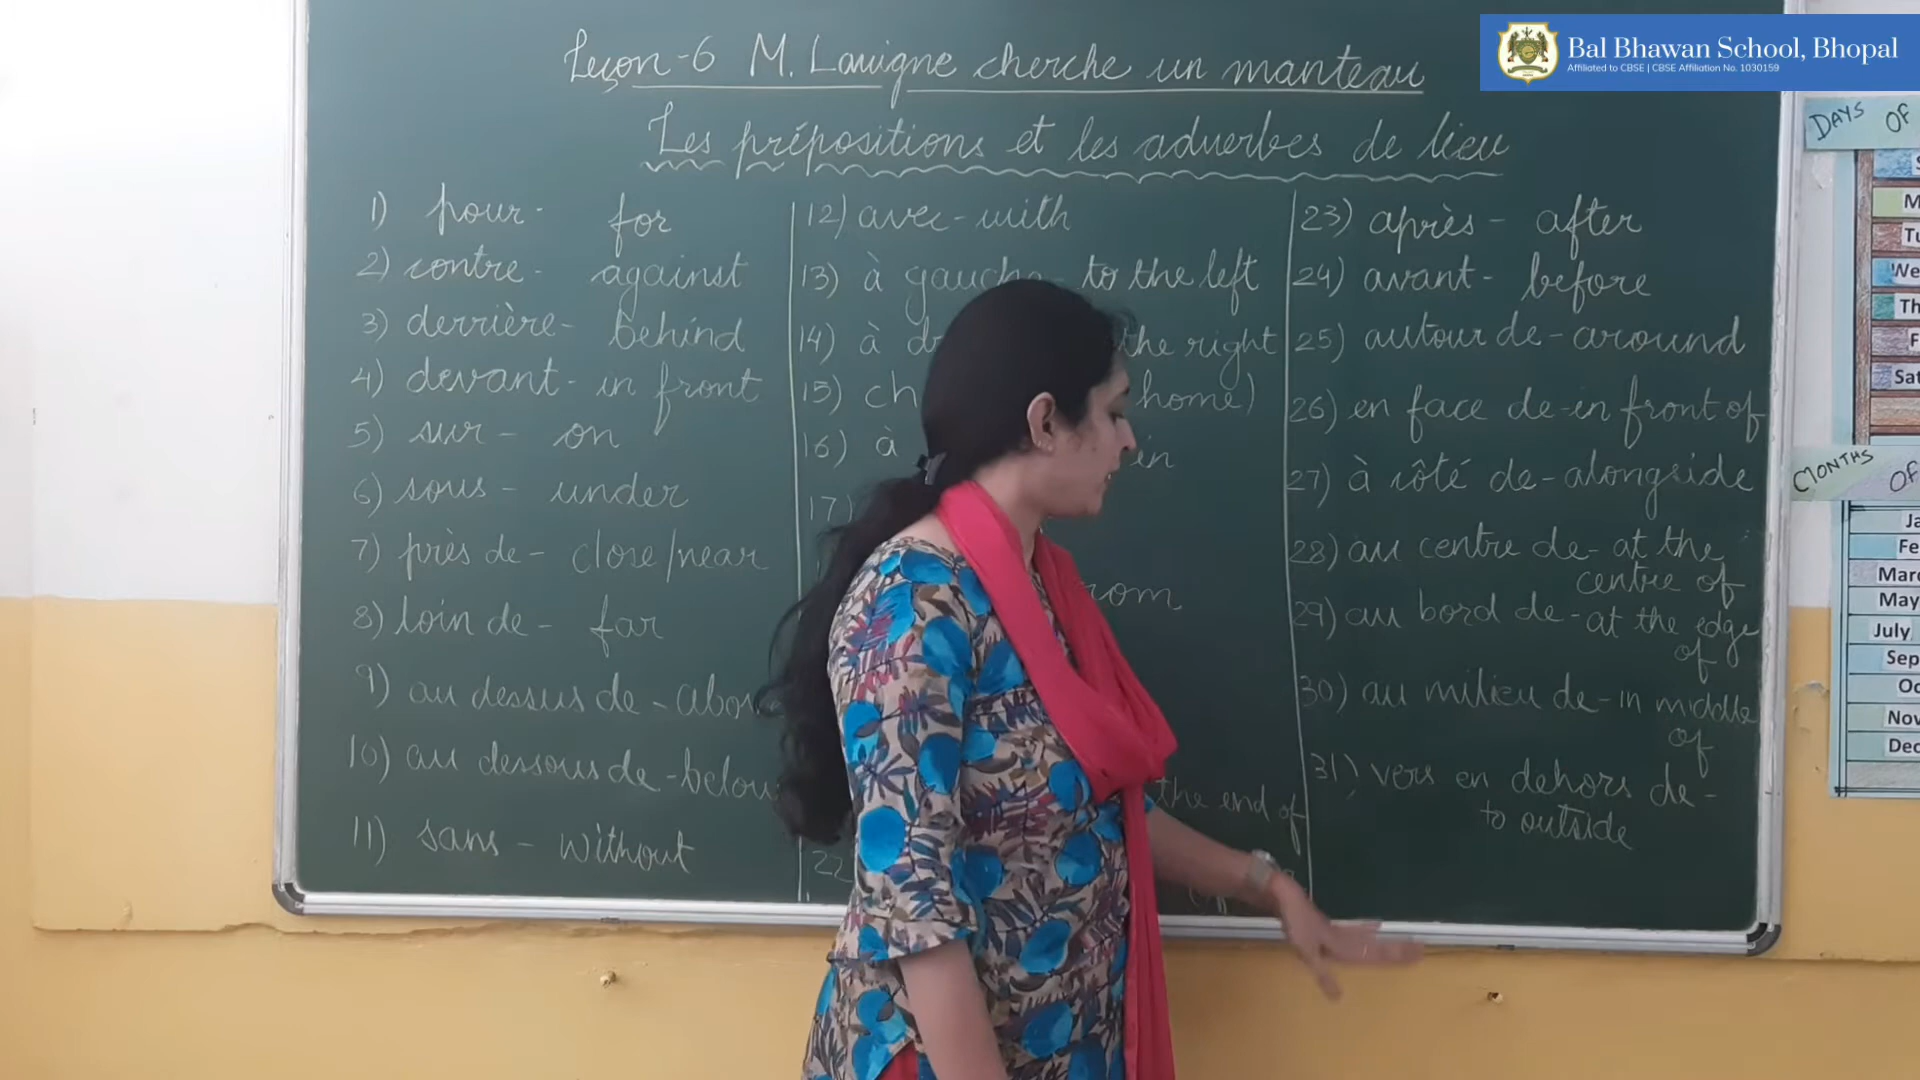 Leçon-6 M. Lavigne cherche un manteau
Les prépositions et les adverbes de lieu
1) pour - for
2) contre - against
3) derrière - behind
4) devant - in front
5) sur - on
6) sous - under
7) près de - close/near
8) loin de - far
9) au dessus de - abov
10) au dessous de - below
11) sans - without
12) avec - with
13) à gauche - to the left
14) à d the right
15) ch home)
16) à in
17)
rom
the end of
22
23) après - after
24) avant - before
25) autour de - around
26) en face de - in front of
27) à côté de - alongside
28) au centre de - at the
centre of
29) au bord de - at the edge
of
30) au milieu de - in middle
of
31) vers en dehors de -
to outside
Bal Bhawan School, Bhopal
Affiliated to CBSE | CBSE Affiliation No. 1030159
DAYS OF
M
Tu
We
Th
F
Sat
MONTHS OF
Ja
Fe
Marc
May
July
Sep
Oc
Nov
Dec